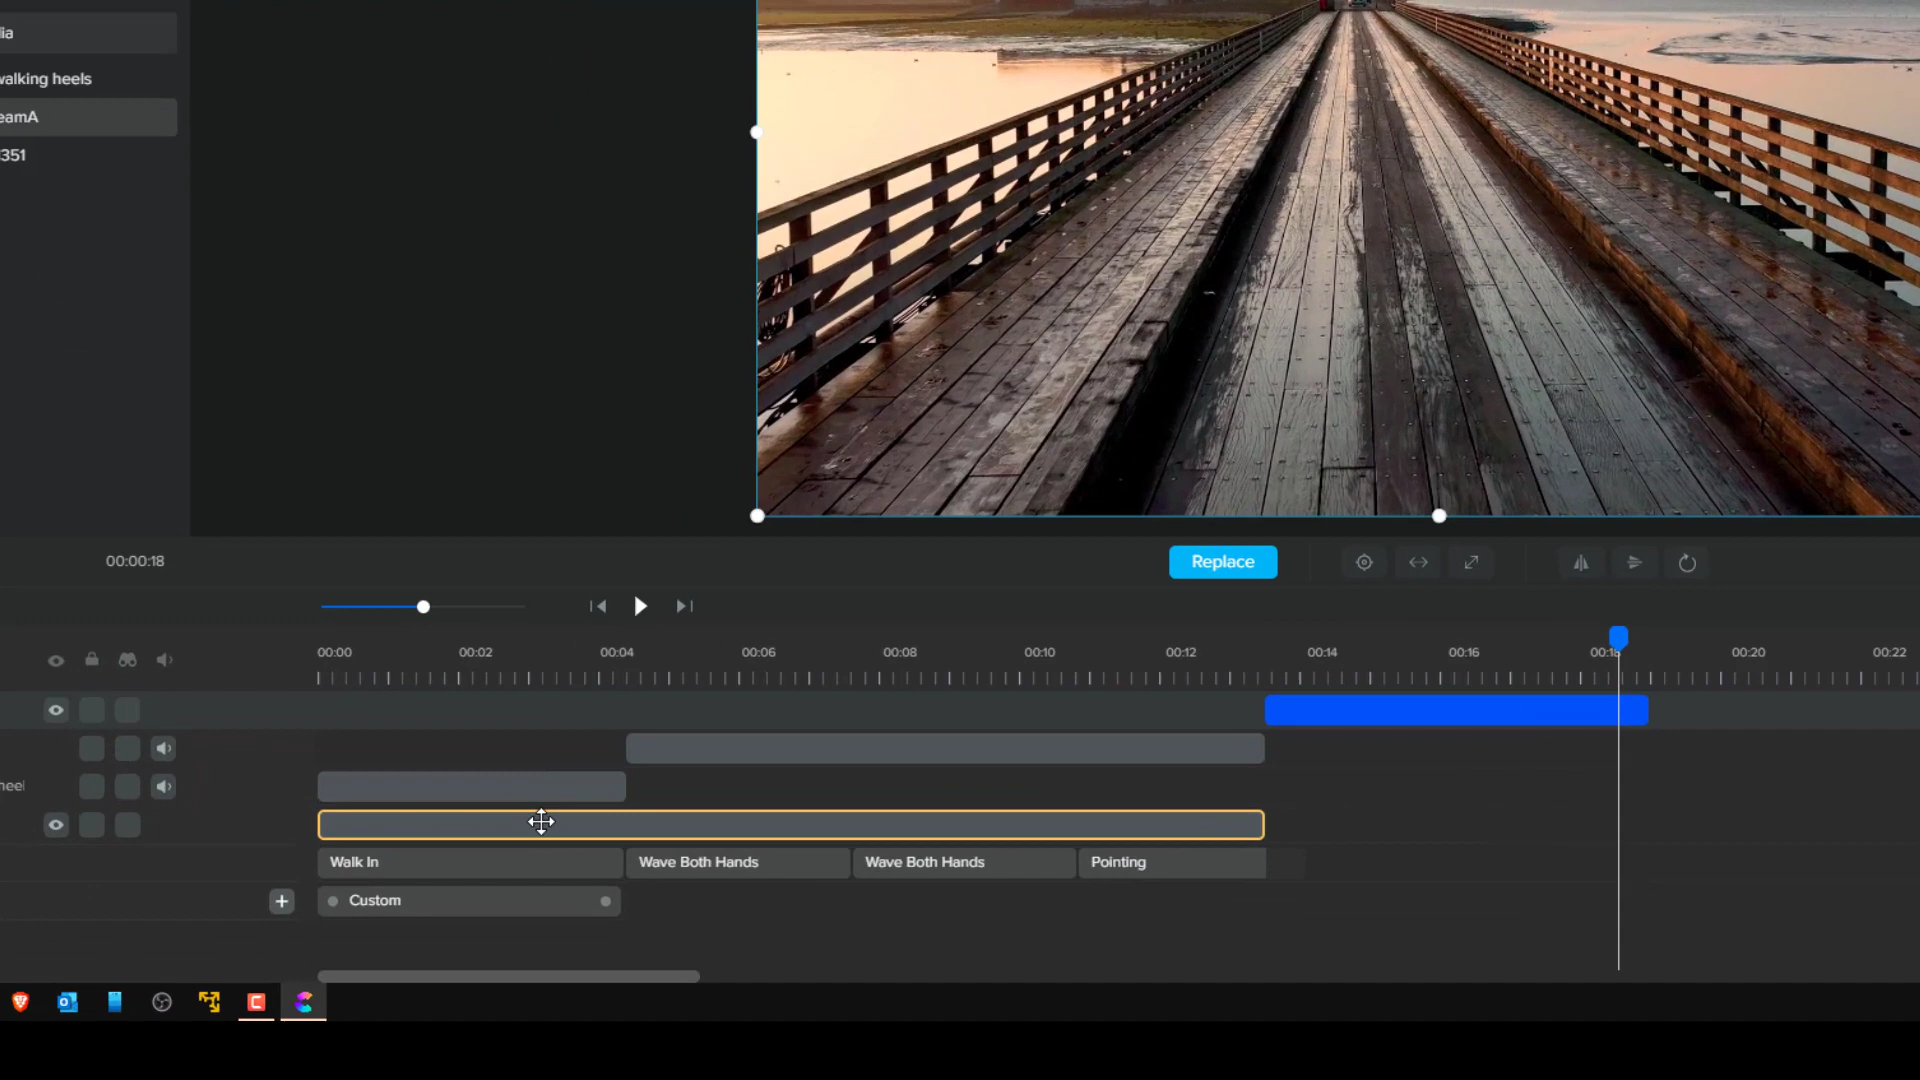 ia
walking heels
eamA
351
00:00:18
Replace
00:00 00:02 00:04 00:06 00:08 00:10 00:12 00:14 00:16 00:18 00:20 00:22
heel
Walk In Wave Both Hands Wave Both Hands Pointing
Custom